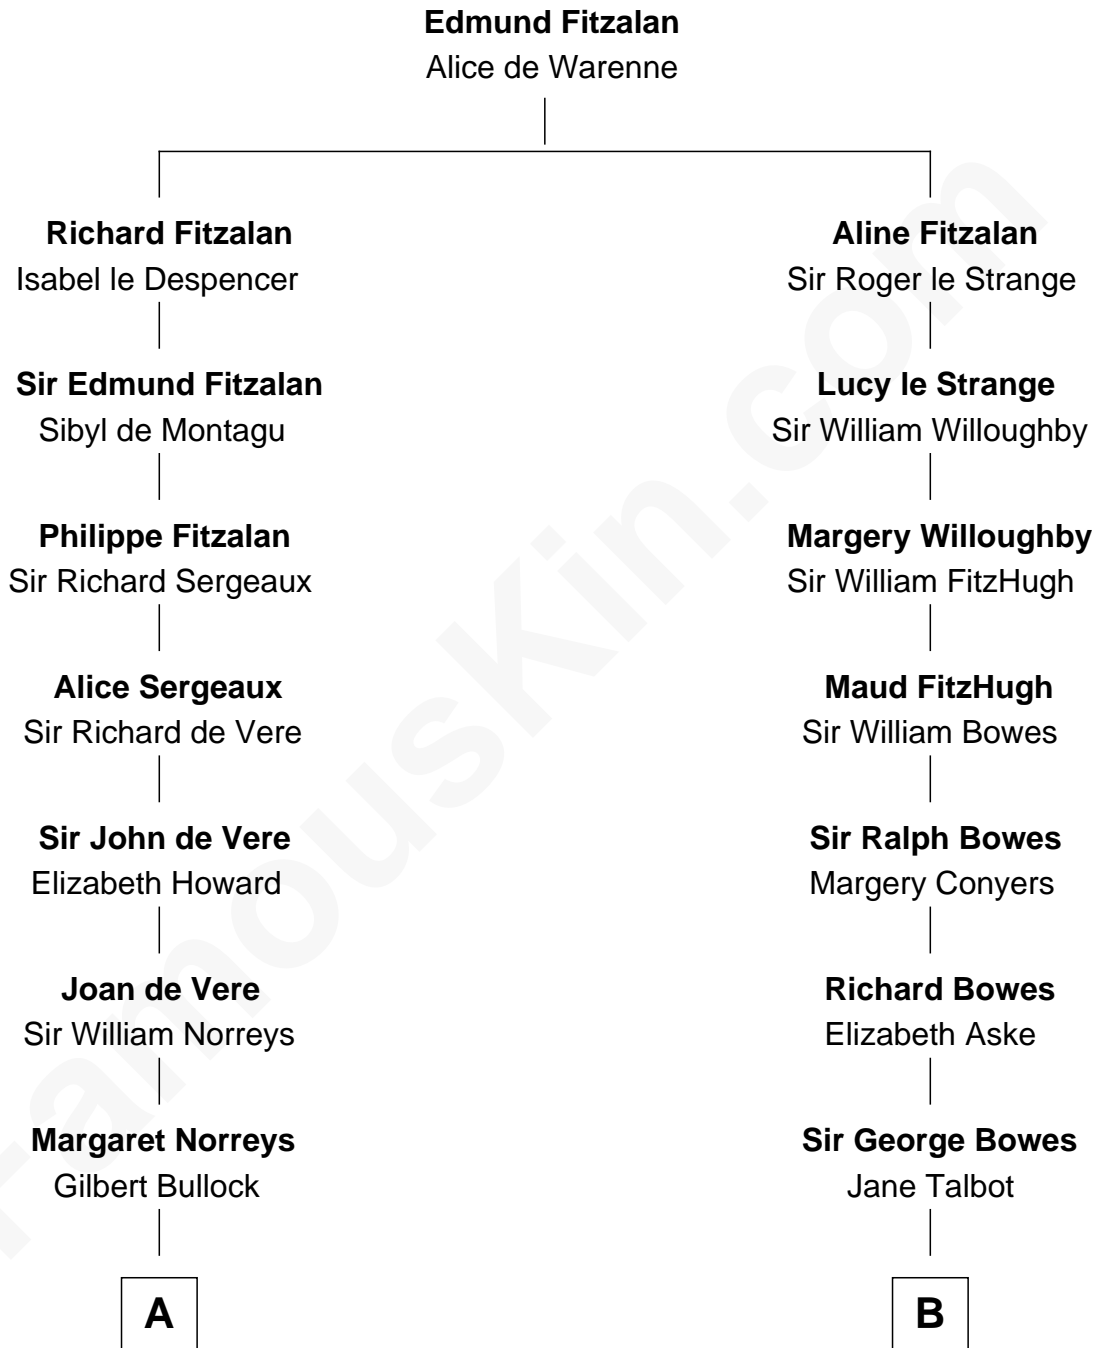 Edmund Fitzalan
Alice de Warenne
Richard Fitzalan
Isabel le Despencer
Aline Fitzalan
Sir Roger le Strange
Sir Edmund Fitzalan
Sibyl de Montagu
Lucy le Strange
Sir William Willoughby
Philippe Fitzalan
Sir Richard Sergeaux
Margery Willoughby
Sir William FitzHugh
Alice Sergeaux
Sir Richard de Vere
Maud FitzHugh
Sir William Bowes
Sir John de Vere
Elizabeth Howard
Sir Ralph Bowes
Margery Conyers
Joan de Vere
Sir William Norreys
Richard Bowes
Elizabeth Aske
Margaret Norreys
Gilbert Bullock
Sir George Bowes
Jane Talbot
A
B
FamousKin.com